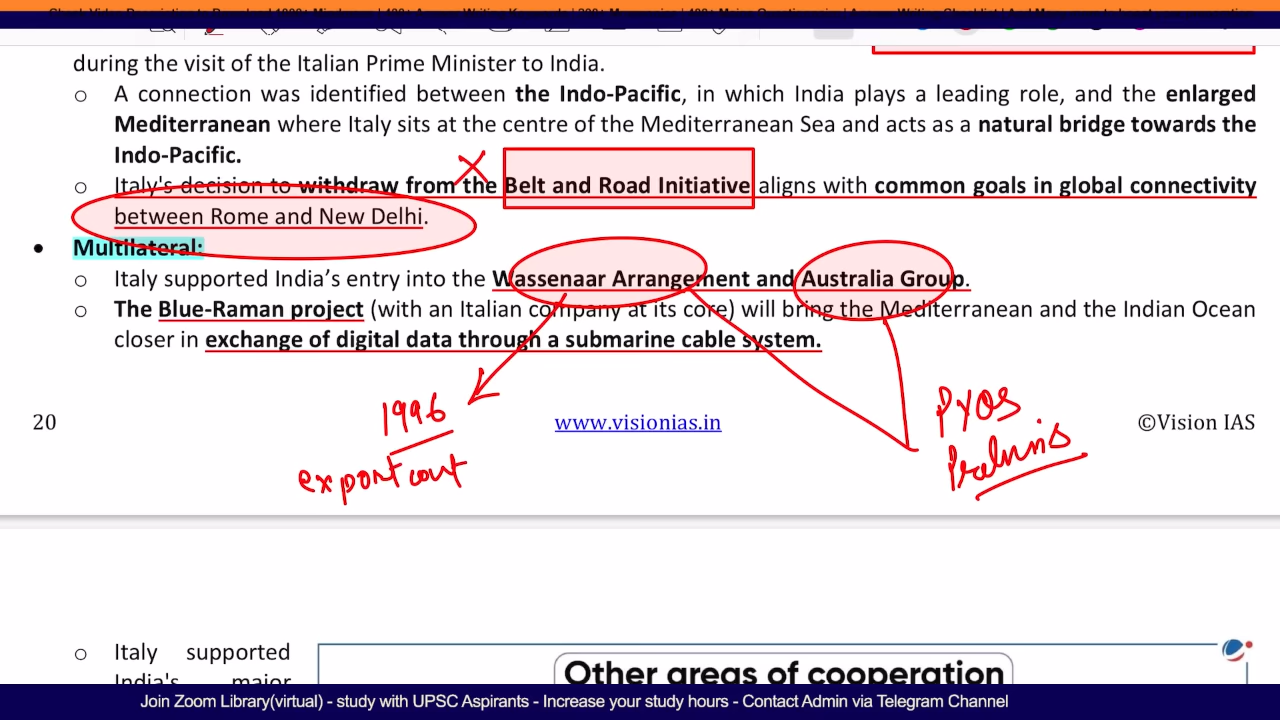 during the visit of the Italian Prime Minister to India.
o A connection was identified between the Indo-Pacific, in which India plays a leading role, and the enlarged
Mediterranean where Italy sits at the centre of the Mediterranean Sea and acts as a natural bridge towards the
Indo-Pacific.
o Italy's decision to withdraw from the Belt and Road Initiative aligns with common goals in global connectivity
between Rome and New Delhi.
• Multilateral:
o Italy supported India's entry into the Wassenaar Arrangement and Australia Group.
o The Blue-Raman project (with an Italian company at its core) will bring the Mediterranean and the Indian Ocean
closer in exchange of digital data through a submarine cable system.
1996
export cont
PYQs
Prelims
20 www.visionias.in ©Vision IAS
o Italy supported
India's major
Other areas of cooperation
Join Zoom Library(virtual) - study with UPSC Aspirants - Increase your study hours - Contact Admin via Telegram Channel